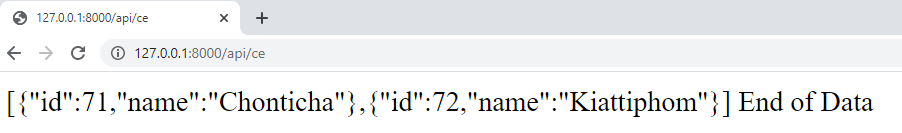 127.0.0.1:8000/api/ce
127.0.0.1:8000/api/ce
[{"id":71,"name":"Chonticha"},{"id":72,"name":"Kiattiphom"}] End of Data